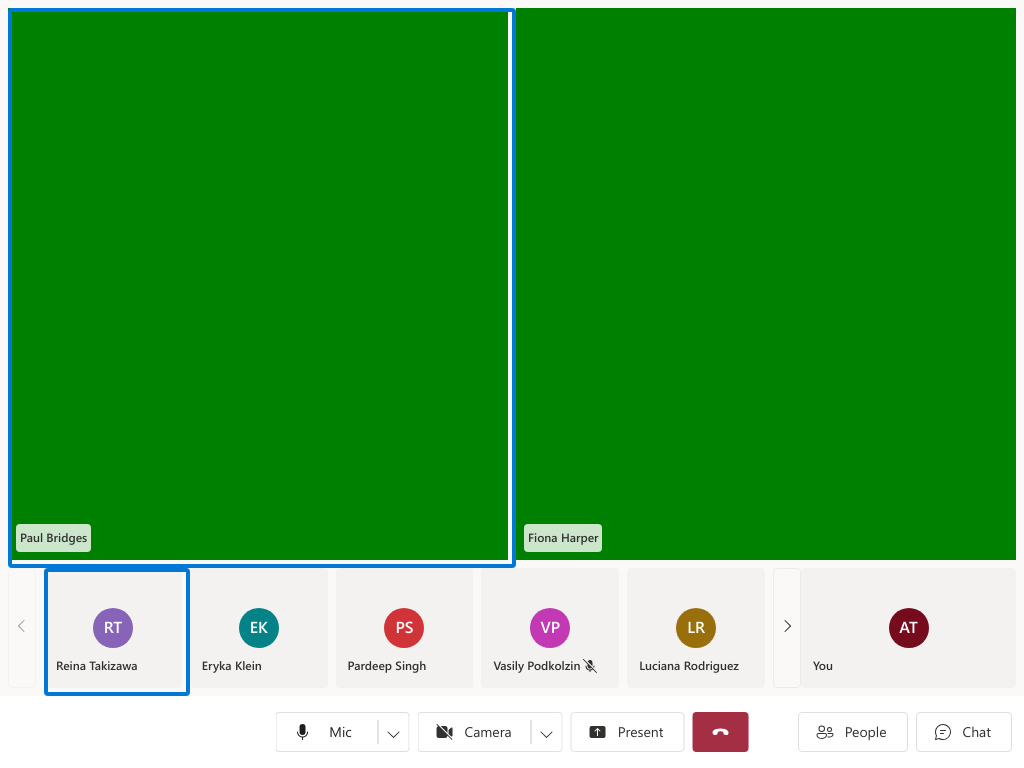 Paul Bridges
Fiona Harper
RT
EK
PS
VP
LR
AT
Reina Takizawa
Eryka Klein
Pardeep Singh
Vasily Podkolzin
Luciana Rodriguez
You
Mic
Camera
Present
People
Chat